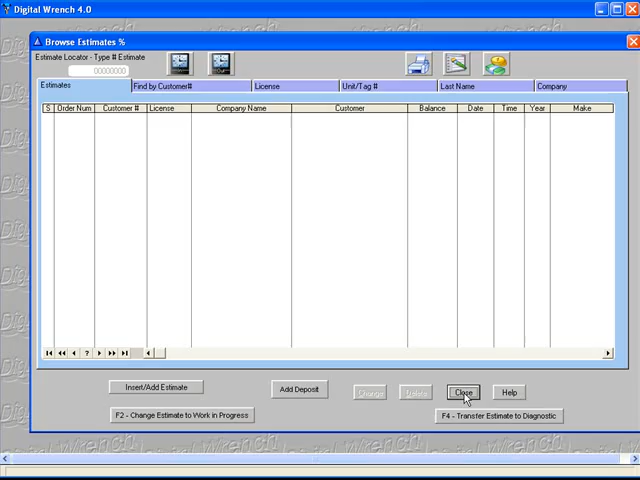 Digital Wrench 4.0
Browse Estimates %
Estimate Locator - Type # Estimate
00000000
Estimates Find by Customer# License Unit/Tag # Last Name Company
S Order Num Customer # License Company Name Customer Balance Date Time Year Make
?
Insert/Add Estimate Add Deposit Change Delete Close Help
F2 - Change Estimate to Work in Progress F4 - Transfer Estimate to Diagnostic